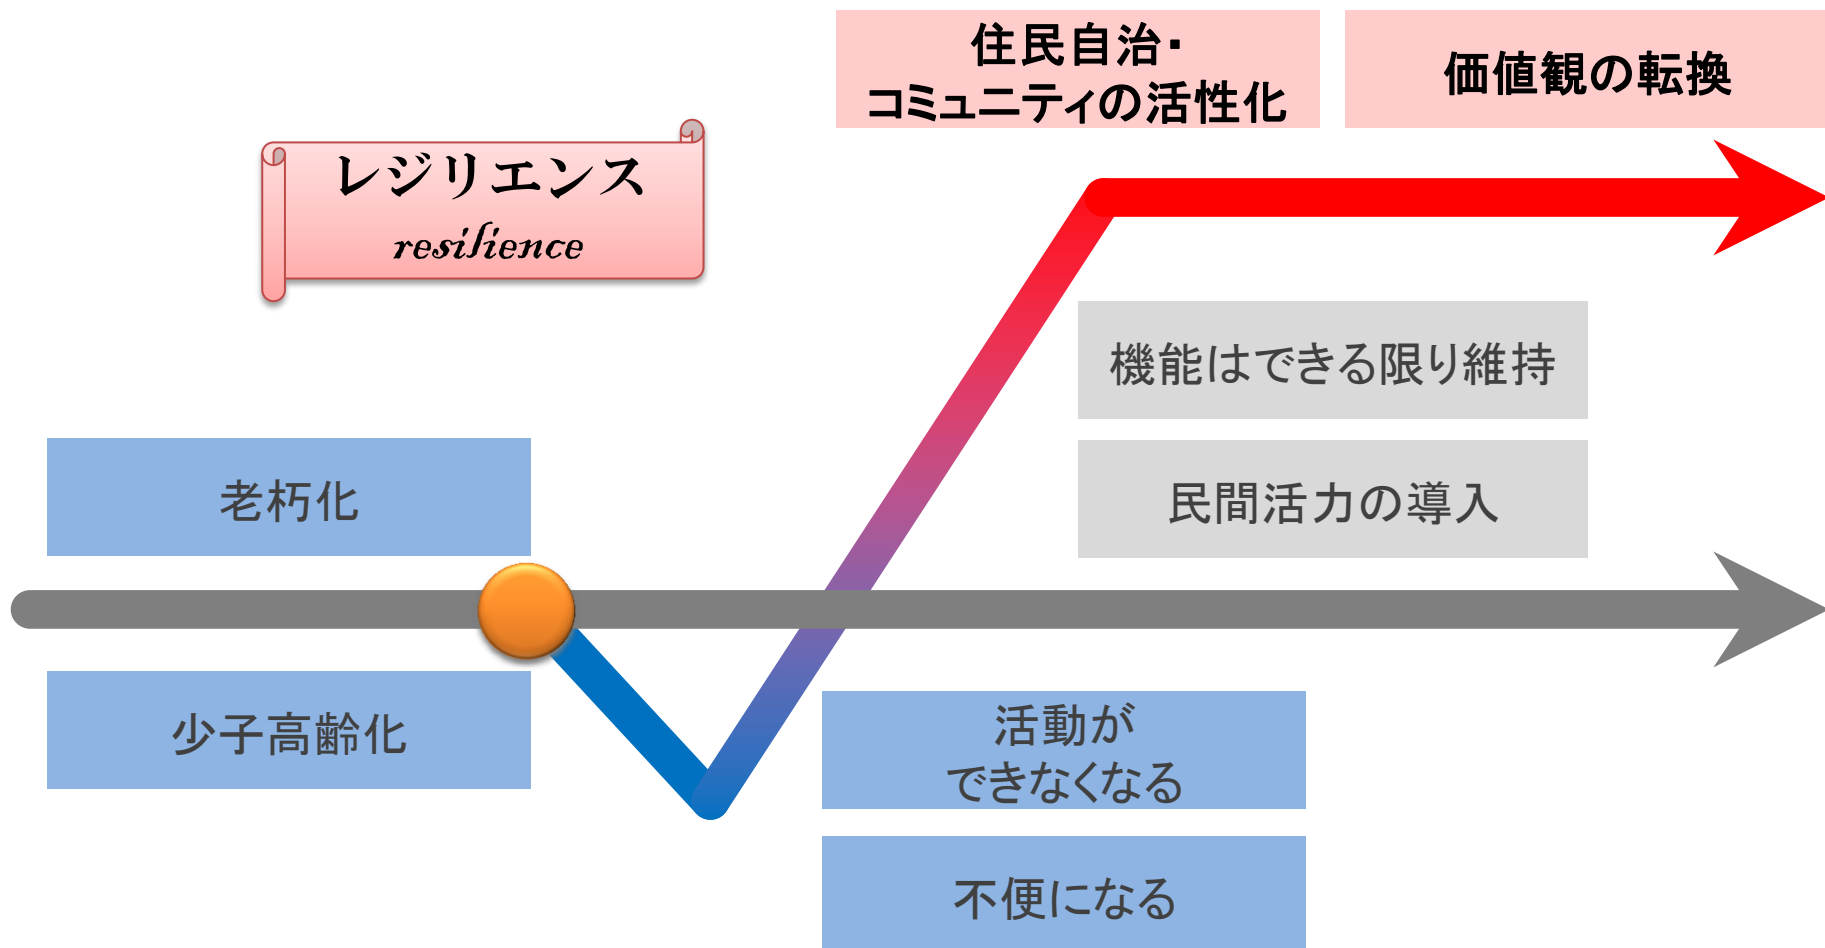 住民自治・
コミュニティの活性化
価値観の転換
レジリエンス
resilience
機能はできる限り維持
民間活力の導入
老朽化
少子高齢化
活動が
できなくなる
不便になる